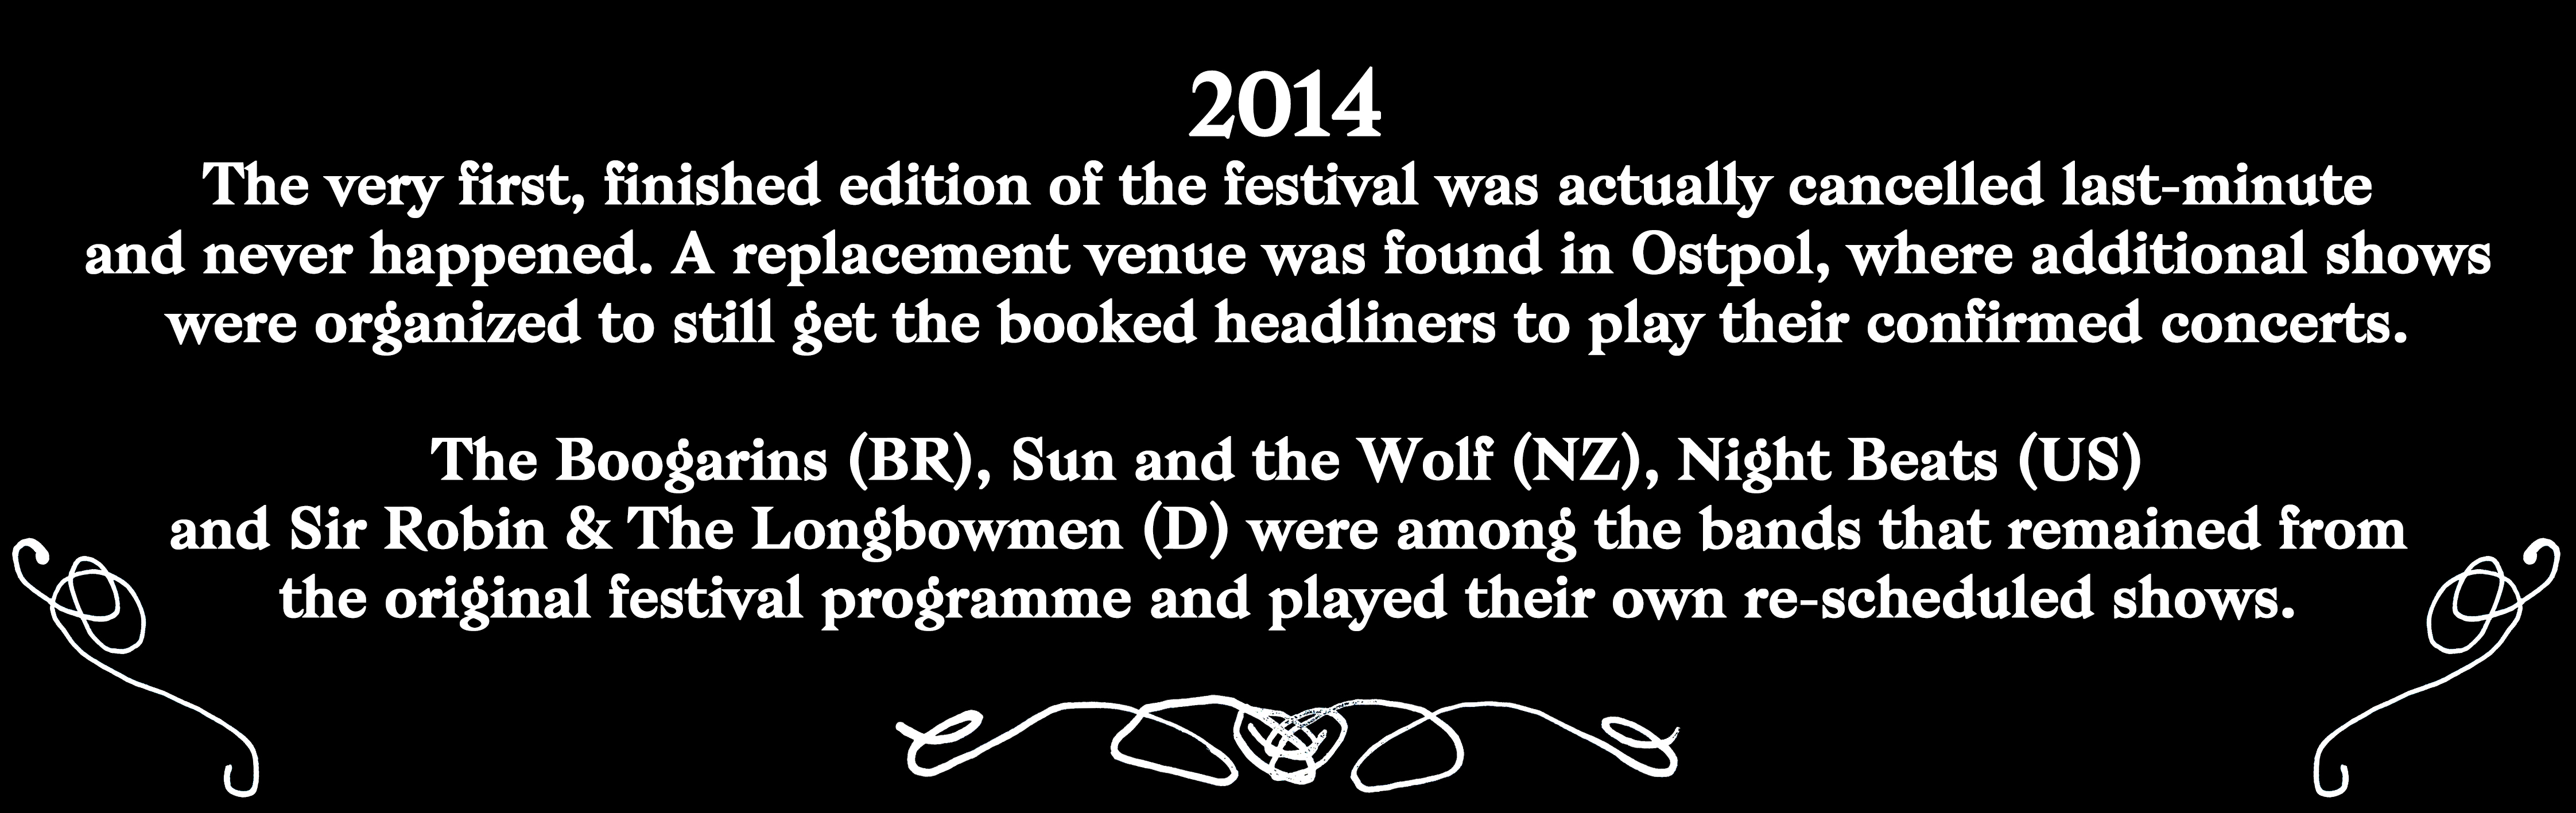 2014
The very first, finished edition of the festival was actually cancelled last-minute
and never happened. A replacement venue was found in Ostpol, where additional shows
were organized to still get the booked headliners to play their confirmed concerts.
The Boogarins (BR), Sun and the Wolf (NZ), Night Beats (US)
and Sir Robin & The Longbowmen (D) were among the bands that remained from
the original festival programme and played their own re-scheduled shows.